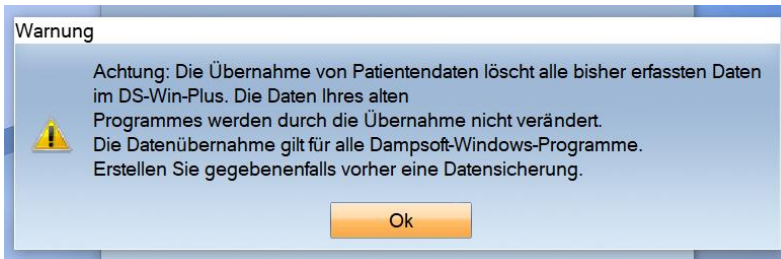 Warnung
Achtung: Die Übernahme von Patientendaten löscht alle bisher erfassten Daten
im DS-Win-Plus. Die Daten Ihres alten
Programmes werden durch die Übernahme nicht verändert.
Die Datenübernahme gilt für alle Dampsoft-Windows-Programme.
Erstellen Sie gegebenenfalls vorher eine Datensicherung.
Ok